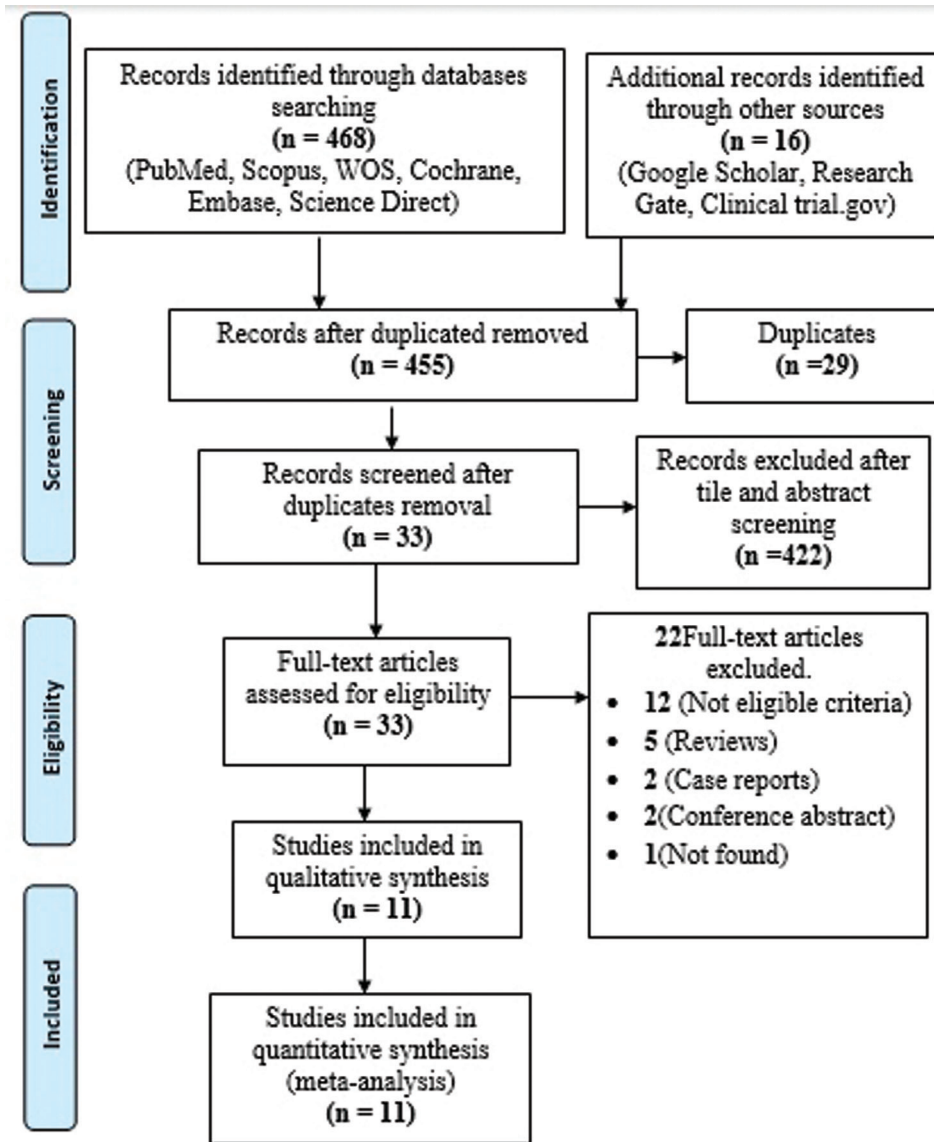 Identification
Records identified through databases
searching
(n = 468)
(PubMed, Scopus, WOS, Cochrane,
Embase, Science Direct)
Additional records identified
through other sources
(n = 16)
(Google Scholar, Research
Gate, Clinical trial.gov)
Screening
Records after duplicated removed
(n = 455)
Duplicates
(n =29)
Records screened after
duplicates removal
(n = 33)
Records excluded after
tile and abstract
screening
(n =422)
Eligibility
Full-text articles
assessed for eligibility
(n = 33)
22Full-text articles
excluded.
• 12 (Not eligible criteria)
• 5 (Reviews)
• 2 (Case reports)
• 2(Conference abstract)
• 1(Not found)
Studies included in
qualitative synthesis
(n = 11)
Included
Studies included in
quantitative synthesis
(meta-analysis)
(n = 11)